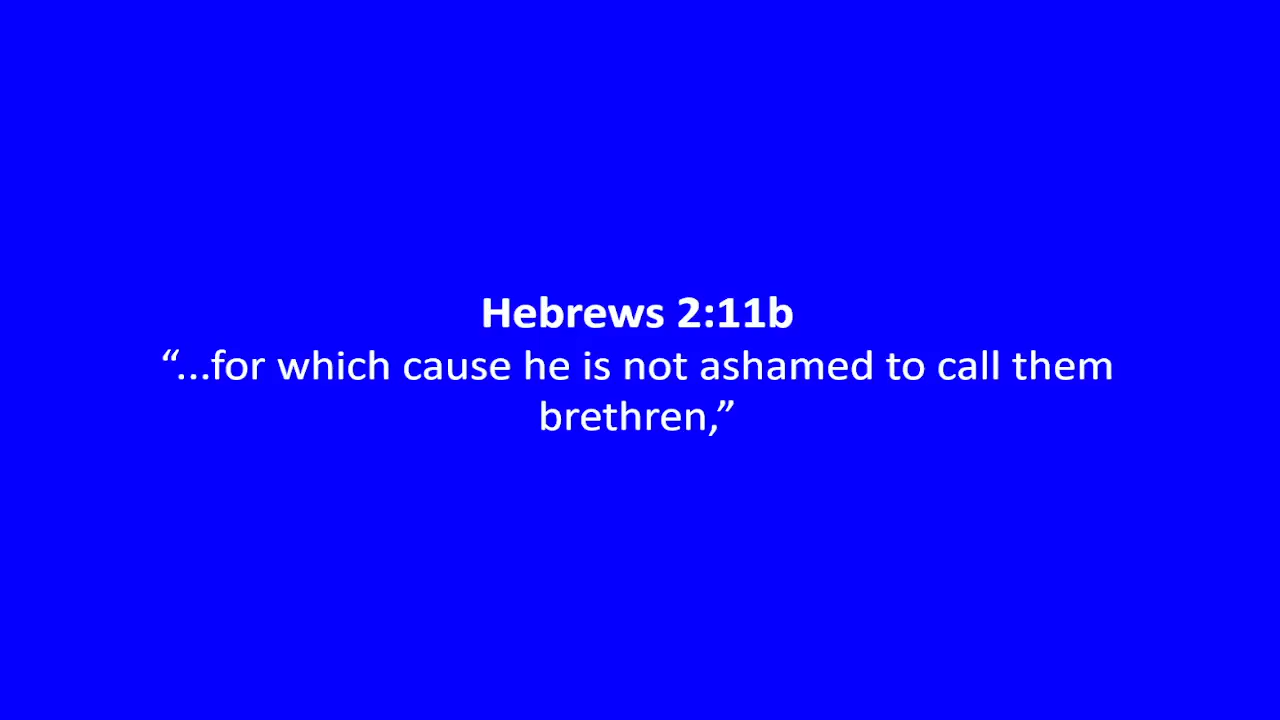 Hebrews 2:11b
“...for which cause he is not ashamed to call them
brethren,”